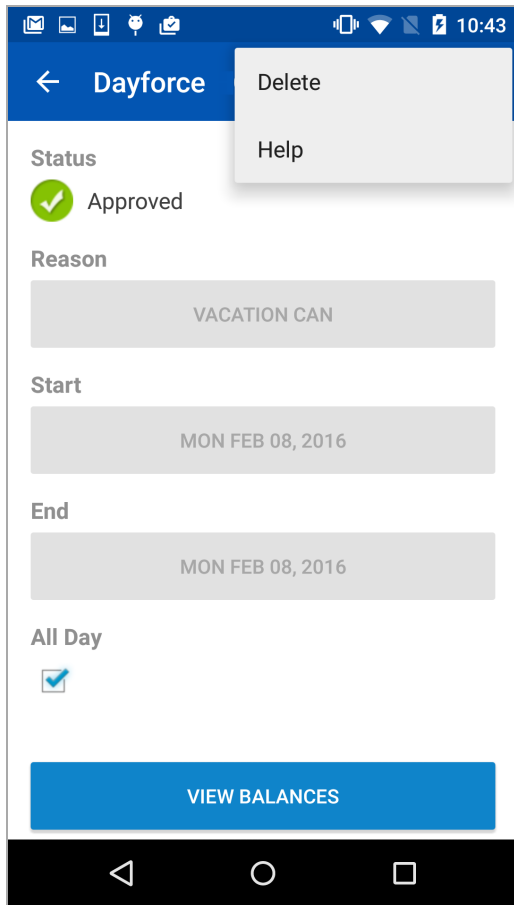 10:43
Dayforce
Delete
Help
Status
Approved
Reason
VACATION CAN
Start
MON FEB 08, 2016
End
MON FEB 08, 2016
All Day
VIEW BALANCES